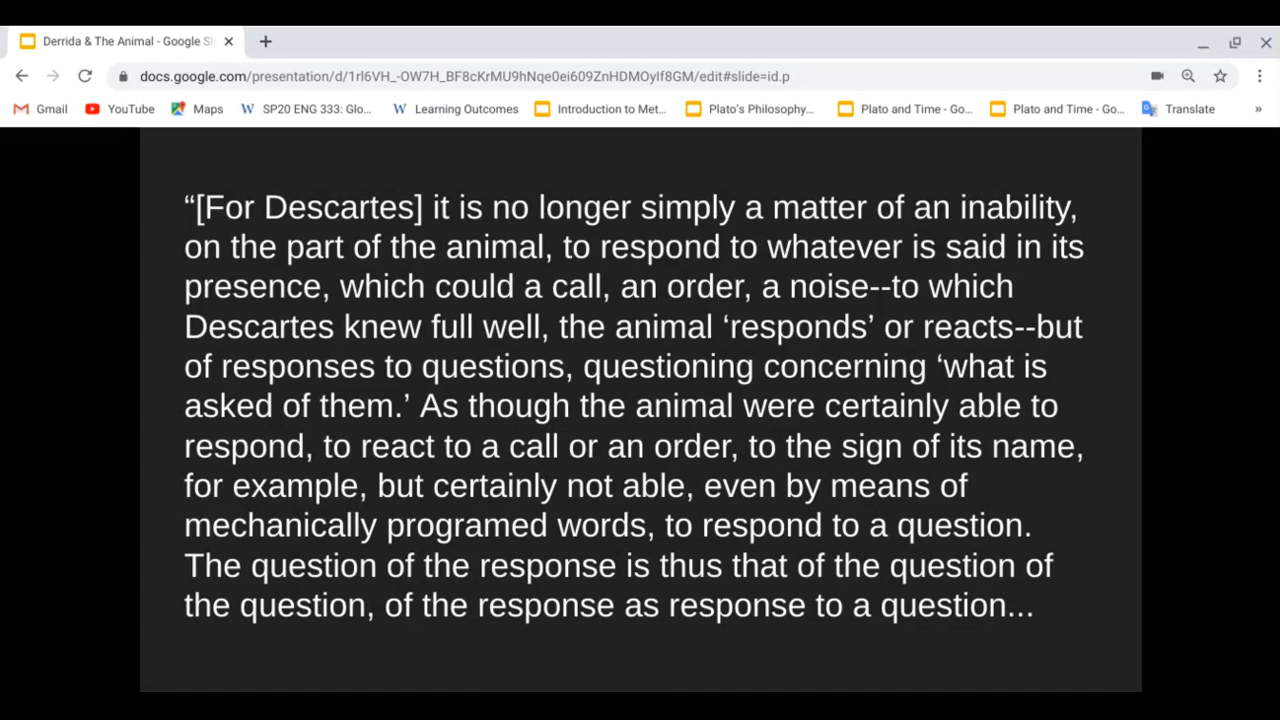 Derrida & The Animal - Google Sl
docs.google.com/presentation/d/1rl6VH_-OW7H_BF8cKrMU9hNqe0ei609ZnHDMOyIf8GM/edit#slide=id.p
Gmail YouTube Maps SP20 ENG 333: Glo... Learning Outcomes Introduction to Met... Plato's Philosophy... Plato and Time - Go... Plato and Time - Go... Translate »
“[For Descartes] it is no longer simply a matter of an inability,
on the part of the animal, to respond to whatever is said in its
presence, which could a call, an order, a noise--to which
Descartes knew full well, the animal ‘responds’ or reacts--but
of responses to questions, questioning concerning ‘what is
asked of them.’ As though the animal were certainly able to
respond, to react to a call or an order, to the sign of its name,
for example, but certainly not able, even by means of
mechanically programed words, to respond to a question.
The question of the response is thus that of the question of
the question, of the response as response to a question...